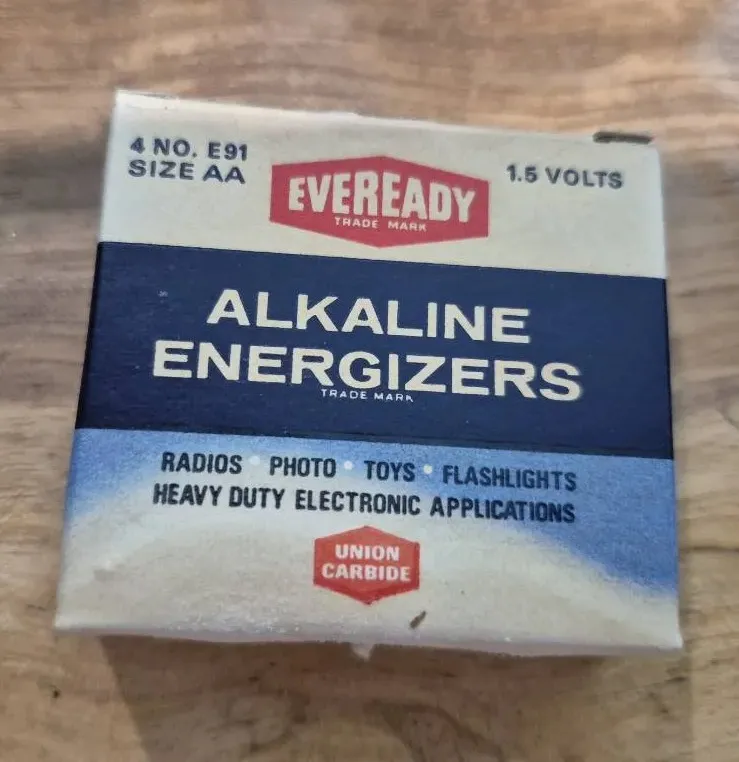 4 NO. E91
SIZE AA
EVEREADY
TRADE MARK
1.5 VOLTS
ALKALINE
ENERGIZERS
TRADE MARK
RADIOS • PHOTO • TOYS • FLASHLIGHTS
HEAVY DUTY ELECTRONIC APPLICATIONS
UNION
CARBIDE